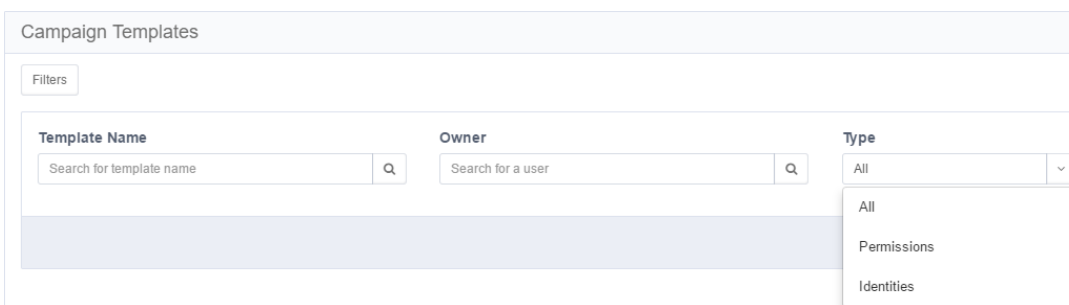 Campaign Templates
Filters
Template Name
Owner
Type
Search for template name
Search for a user
All
All
Permissions
Identities